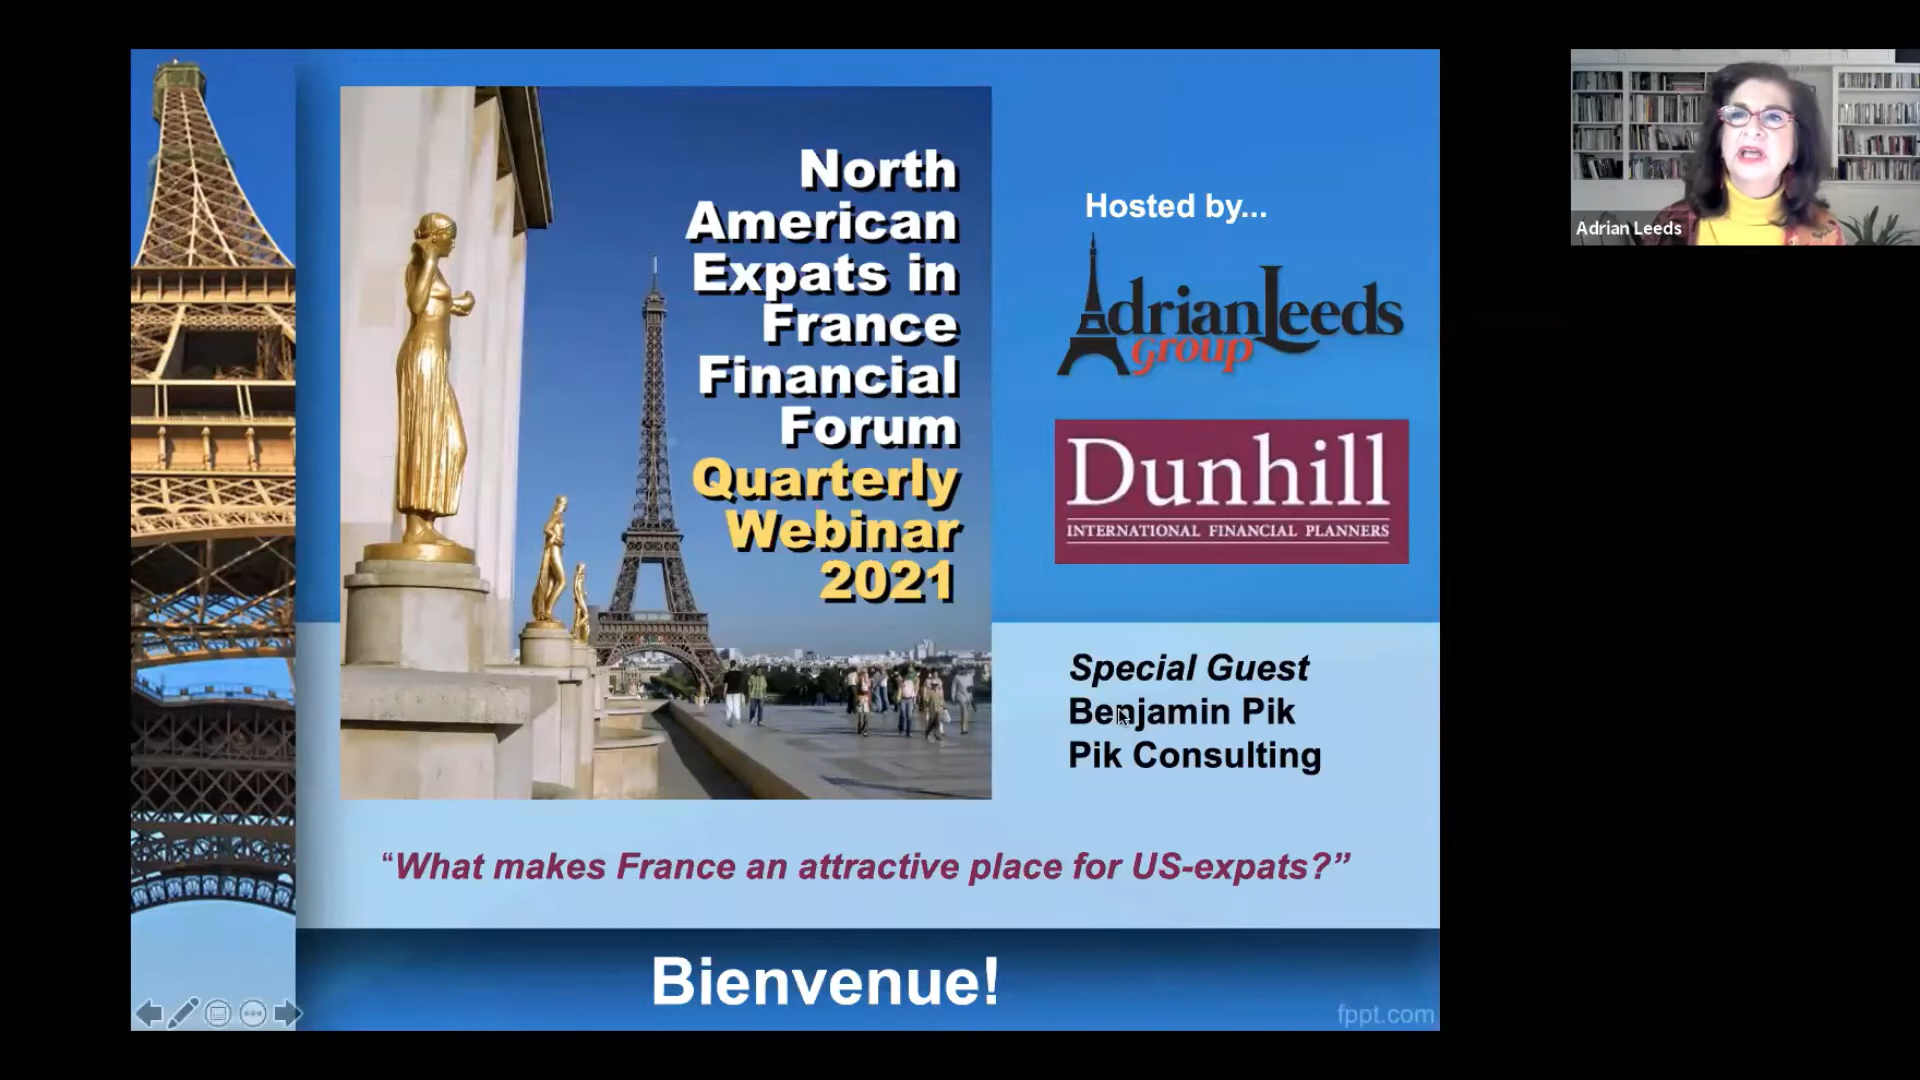 North
American
Expats in
France
Financial
Forum
Quarterly
Webinar
2021
Hosted by...
AdrianLeeds
Group
Dunhill
INTERNATIONAL FINANCIAL PLANNERS
Special Guest
Benjamin Pik
Pik Consulting
“What makes France an attractive place for US-expats?”
Bienvenue!
fppt.com
Adrian Leeds